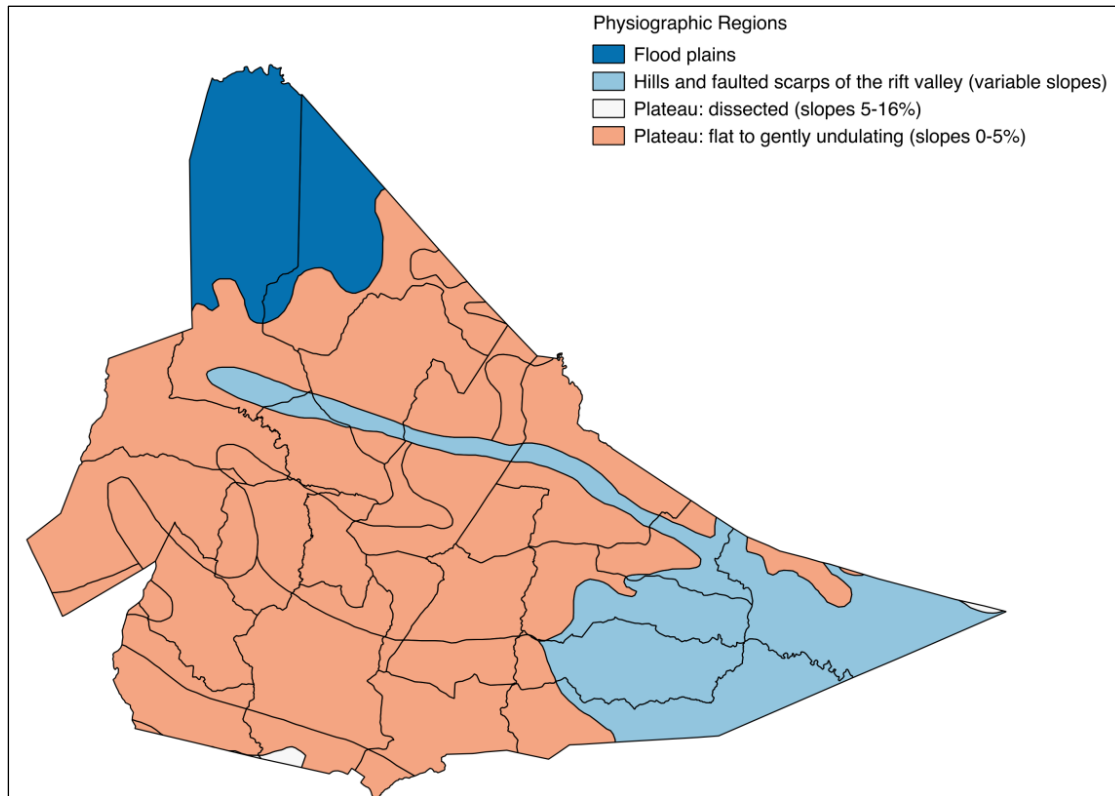 Physiographic Regions
Flood plains
Hills and faulted scarps of the rift valley (variable slopes)
Plateau: dissected (slopes 5-16%)
Plateau: flat to gently undulating (slopes 0-5%)